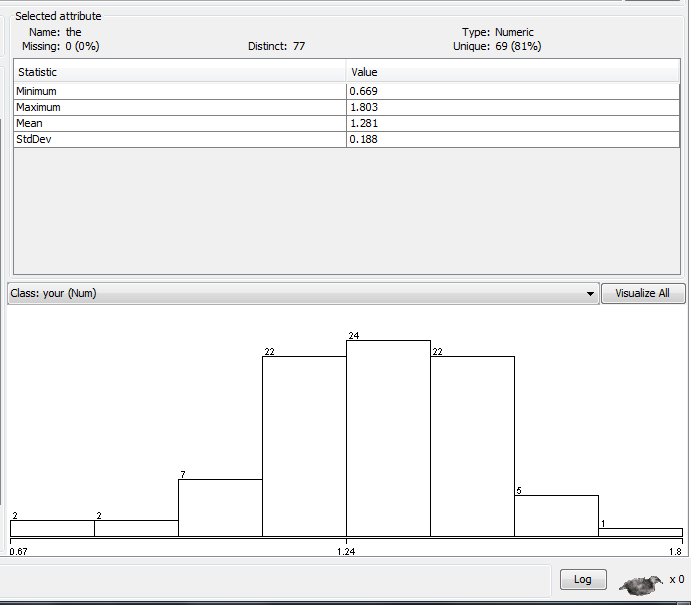 Selected attribute
Name: the Type: Numeric
Missing: 0 (0%) Distinct: 77 Unique: 69 (81%)
Statistic Value
Minimum 0.669
Maximum 1.803
Mean 1.281
StdDev 0.188
Class: your (Num) Visualize All
24
22 22
7
5
2 2 1
0.67 1.24 1.8
Log x 0